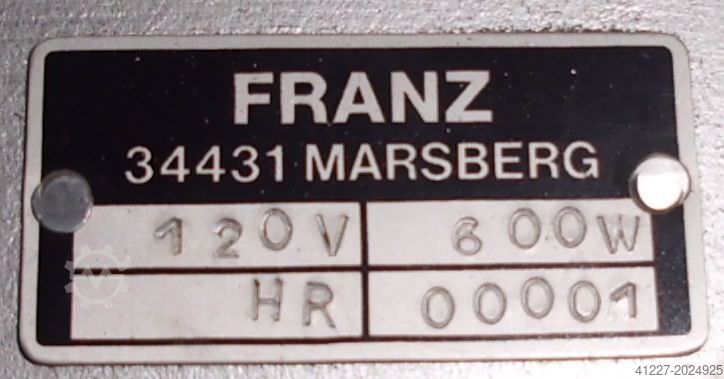 FRANZ
34431 MARSBERG
120V 600W
HR 00001
41227-2024925